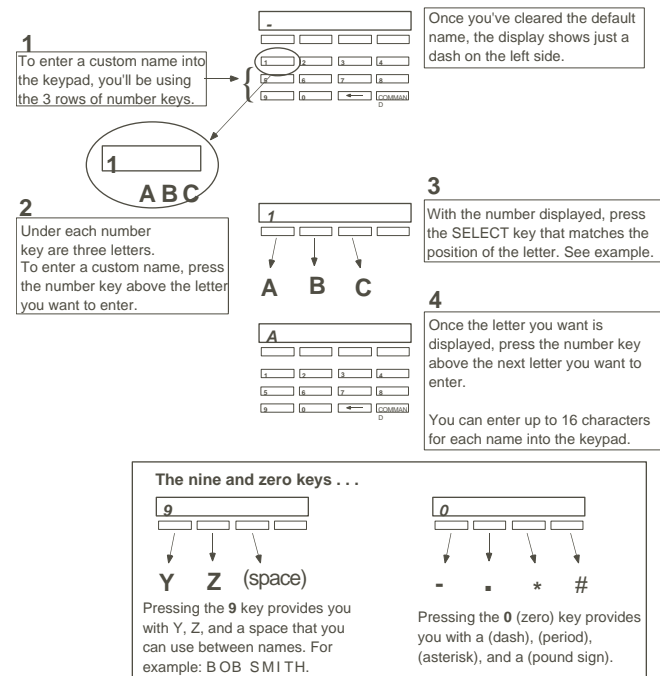 -
1 2 3 4
5 6 7 8
9 0 COMMAN
D
Once you've cleared the default
name, the display shows just a
dash on the left side.
1
To enter a custom name into
the keypad, you'll be using
the 3 rows of number keys.
{
1
A B C
2
Under each number
key are three letters.
To enter a custom name, press
the number key above the letter
you want to enter.
1
A B C
3
With the number displayed, press
the SELECT key that matches the
position of the letter. See example.
A
1 2 3 4
5 6 7 8
9 0 COMMAN
D
4
Once the letter you want is
displayed, press the number key
above the next letter you want to
enter.
You can enter up to 16 characters
for each name into the keypad.
The nine and zero keys . . .
9
Y Z (space)
Pressing the 9 key provides you
with Y, Z, and a space that you
can use between names. For
example: BOB SMITH.
0
- . * #
Pressing the 0 (zero) key provides
you with a (dash), (period),
(asterisk), and a (pound sign).